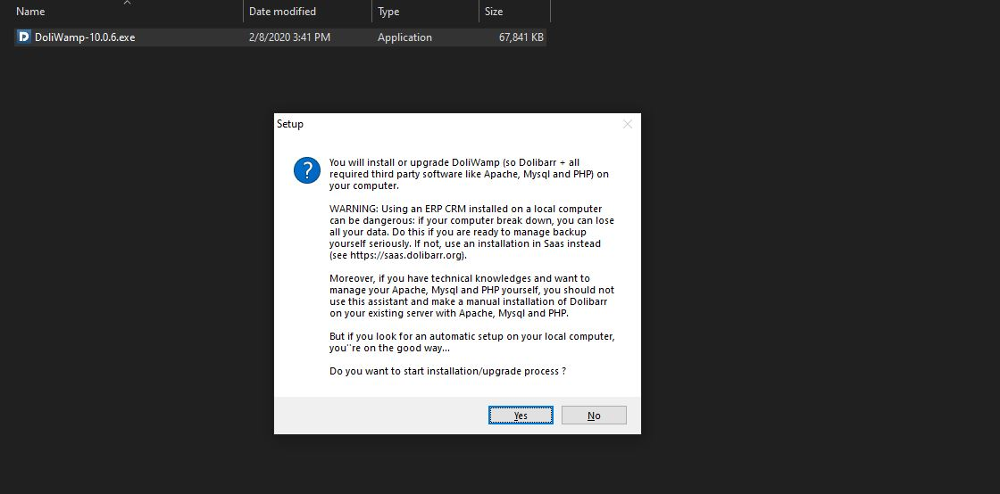 Name Date modified Type Size
DoliWamp-10.0.6.exe 2/8/2020 3:41 PM Application 67,841 KB
Setup
You will install or upgrade DoliWamp (so Dolibarr + all
required third party software like Apache, Mysql and PHP) on
your computer.
WARNING: Using an ERP CRM installed on a local computer
can be dangerous: if your computer break down, you can lose
all your data. Do this if you are ready to manage backup
yourself seriously. If not, use an installation in Saas instead
(see https://saas.dolibarr.org).
Moreover, if you have technical knowledges and want to
manage your Apache, Mysql and PHP yourself, you should not
use this assistant and make a manual installation of Dolibarr
on your existing server with Apache, Mysql and PHP.
But if you look for an automatic setup on your local computer,
you''re on the good way...
Do you want to start installation/upgrade process ?
Yes No